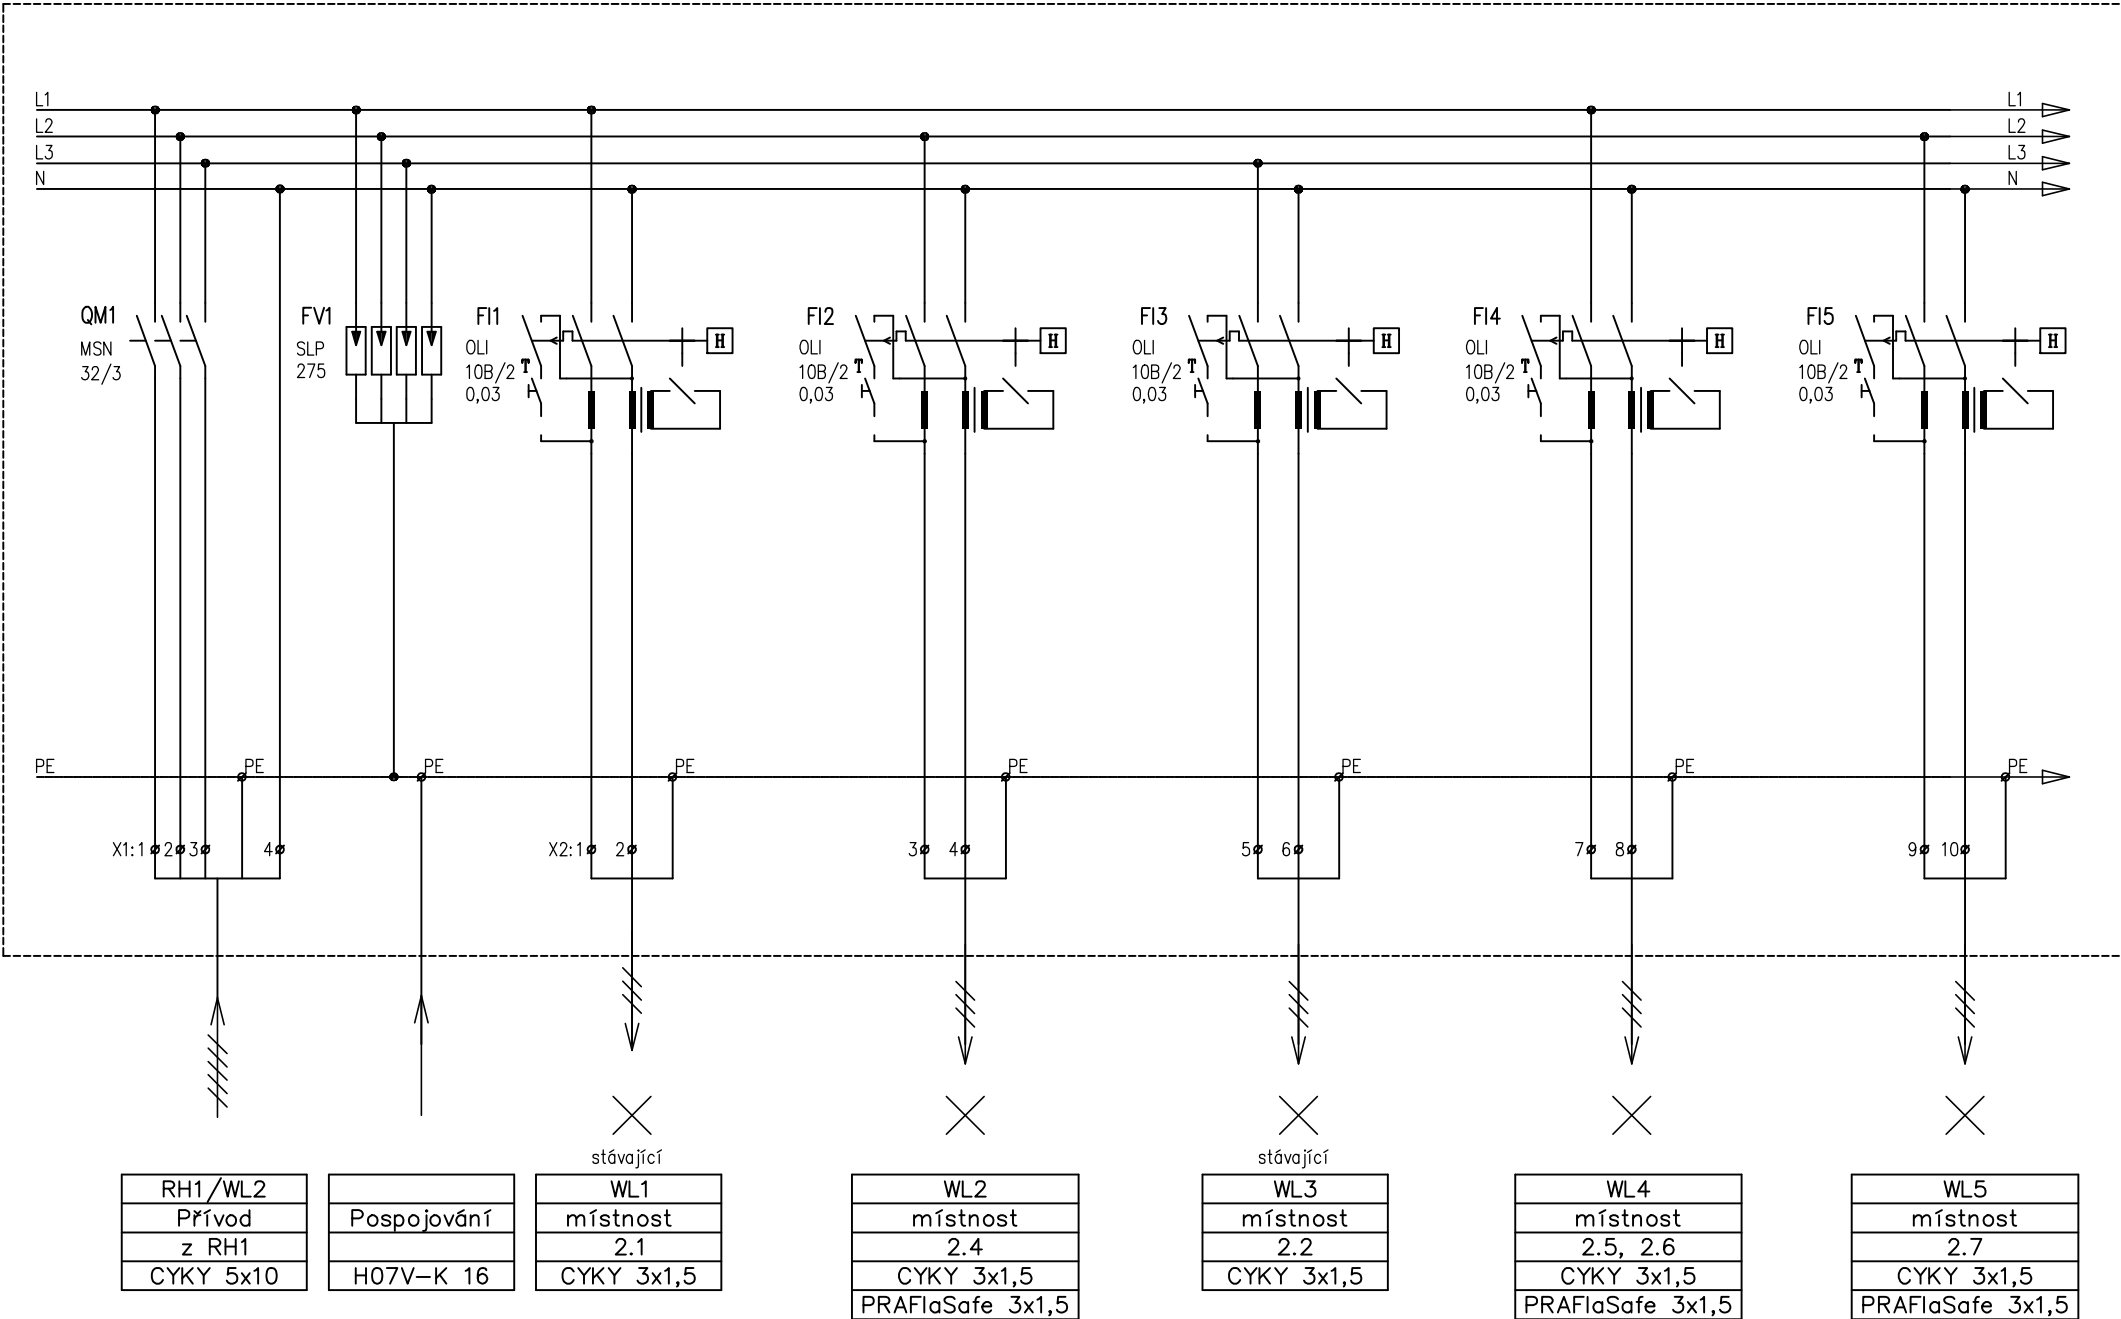 L1
L1
L2
L2
L3
L3
N
N
QM1
MSN
32/3
FV1
SLP
275
FI1
OLI
10B/2
0,03
T
H
FI2
OLI
10B/2
0,03
T
H
FI3
OLI
10B/2
0,03
T
H
FI4
OLI
10B/2
0,03
T
H
FI5
OLI
10B/2
0,03
T
H
PE
PE
PE
PE
PE
PE
PE
PE
X1:1
2
3
4
X2:1
2
3
4
5
6
7
8
9
10
stávající
stávající
RH1/WL2
Přívod
z RH1
CYKY 5x10
Pospojování
H07V-K 16
WL1
místnost
2.1
CYKY 3x1,5
WL2
místnost
2.4
CYKY 3x1,5
PRAFlaSafe 3x1,5
WL3
místnost
2.2
CYKY 3x1,5
WL4
místnost
2.5, 2.6
CYKY 3x1,5
PRAFlaSafe 3x1,5
WL5
místnost
2.7
CYKY 3x1,5
PRAFlaSafe 3x1,5